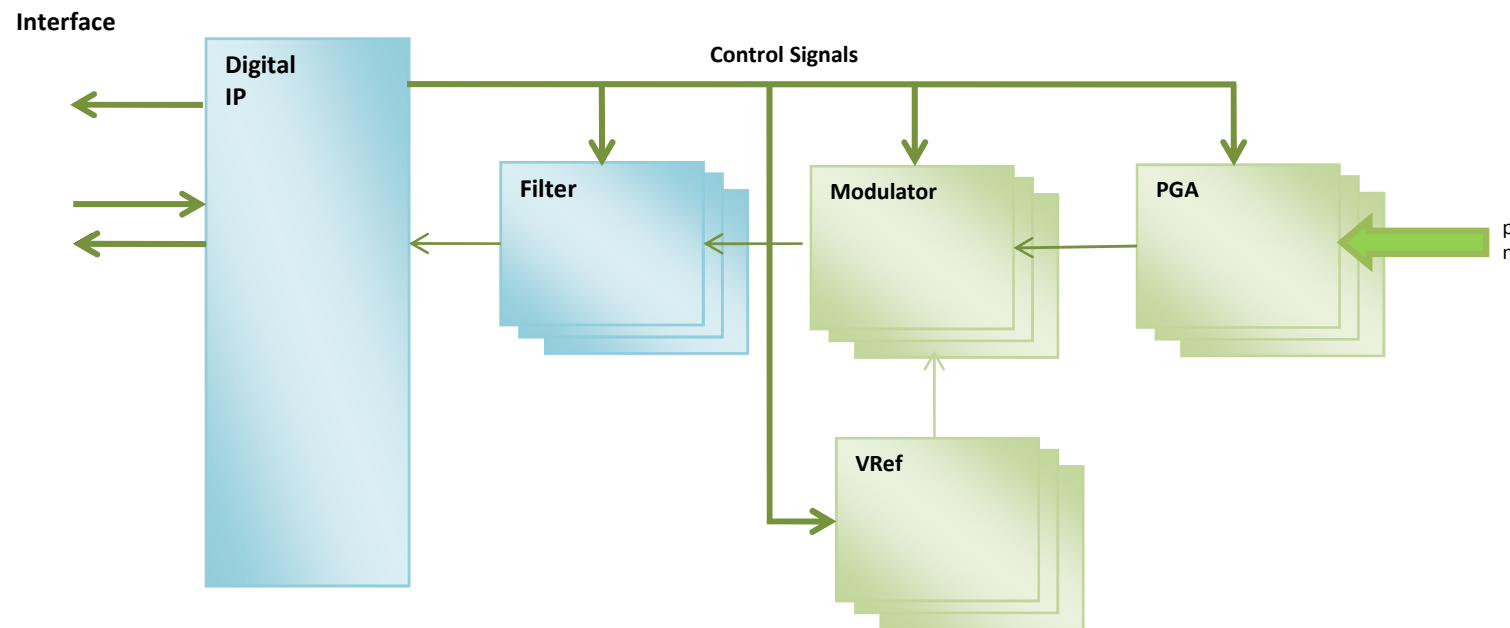 Interface
Digital
IP
Control Signals
Filter
Modulator
PGA
p
n
VRef